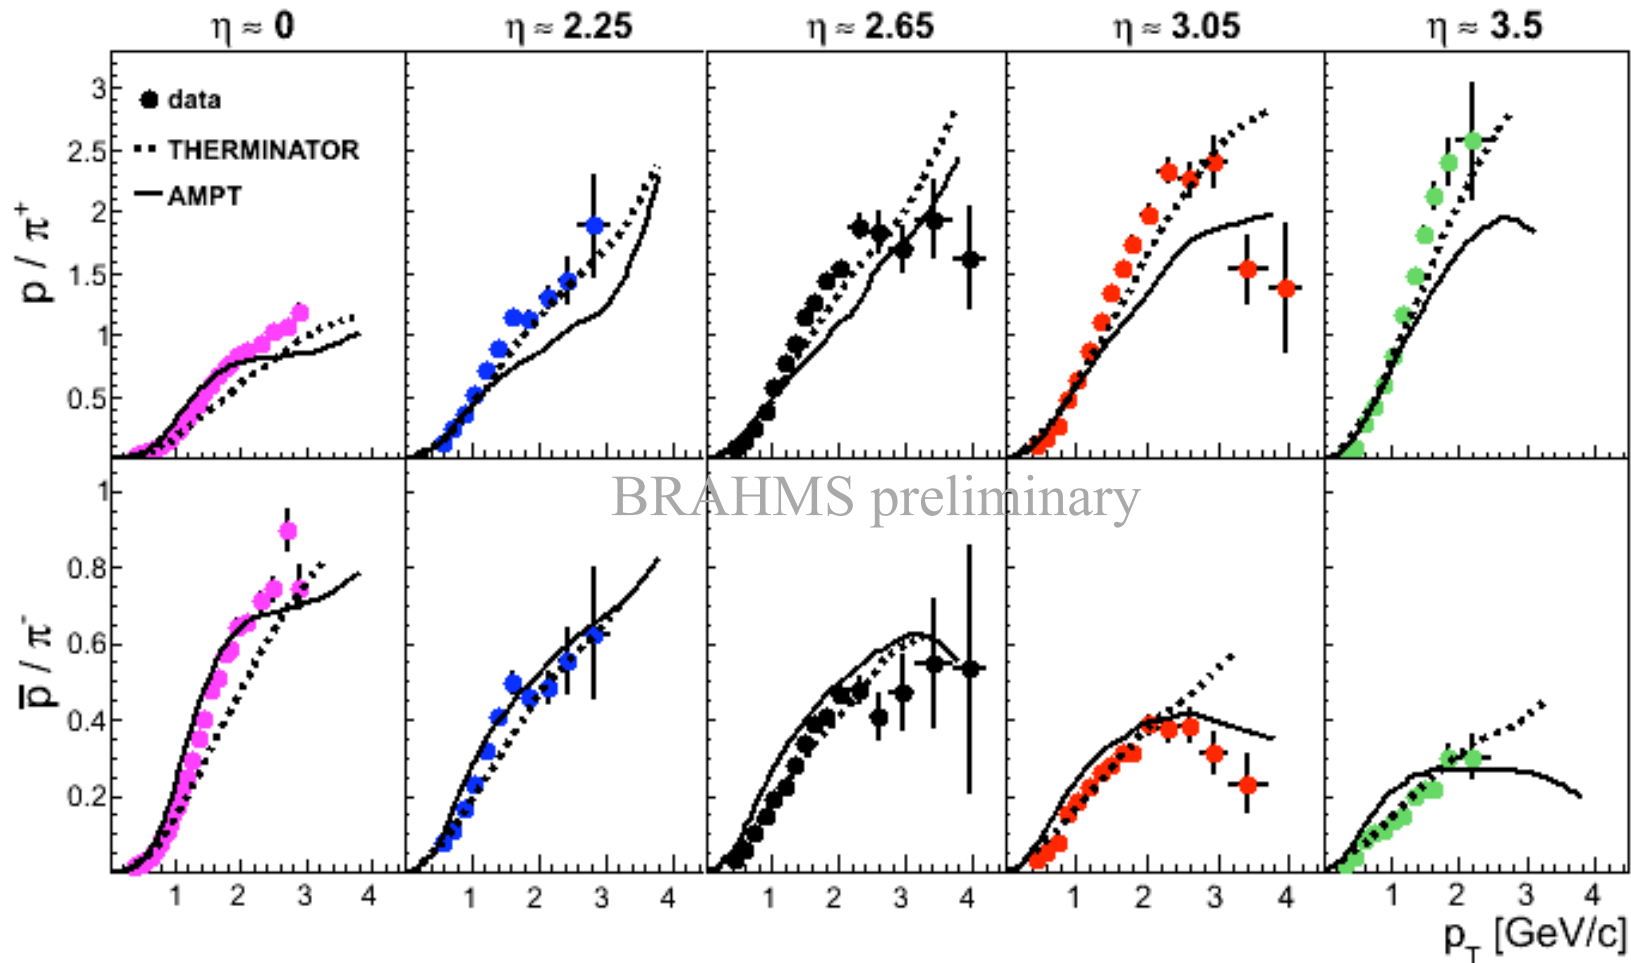 η ≈ 0 η ≈ 2.25 η ≈ 2.65 η ≈ 3.05 η ≈ 3.5
data
THERMINATOR
AMPT
p / π⁺
3
2.5
2
1.5
1
0.5
BRAHMS preliminary
p̅ / π⁻
1
0.8
0.6
0.4
0.2
1 2 3 4 1 2 3 4 1 2 3 4 1 2 3 4 1 2 3 4
p_T [GeV/c]